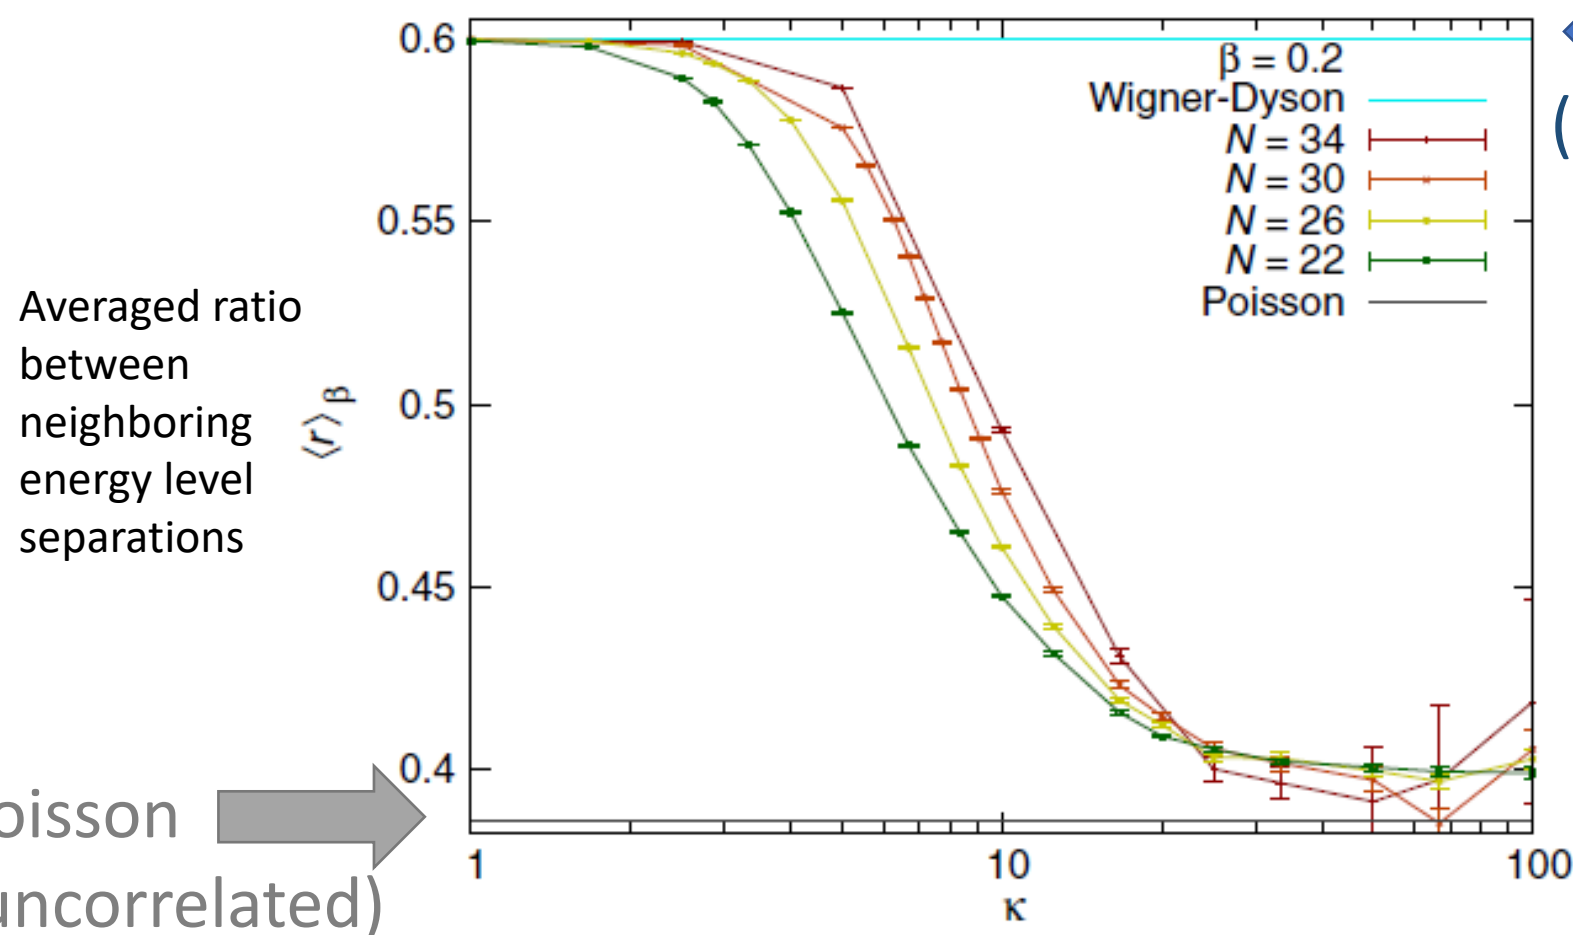 0.6
0.55
0.5
0.45
0.4
β = 0.2
Wigner-Dyson
N = 34
N = 30
N = 26
N = 22
Poisson
(
Averaged ratio
between
neighboring
energy level
separations
⟨r⟩β
oisson
uncorrelated)
1
10
100
κ